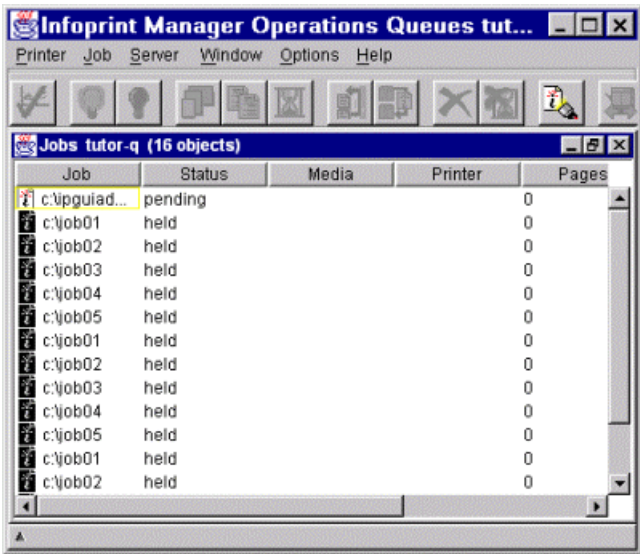 Infoprint Manager Operations Queues tut...
Printer Job Server Window Options Help
Jobs tutor-q (16 objects)
Job Status Media Printer Pages
c:\ipguiad... pending 0
c:\job01 held 0
c:\job02 held 0
c:\job03 held 0
c:\job04 held 0
c:\job05 held 0
c:\job01 held 0
c:\job02 held 0
c:\job03 held 0
c:\job04 held 0
c:\job05 held 0
c:\job01 held 0
c:\job02 held 0